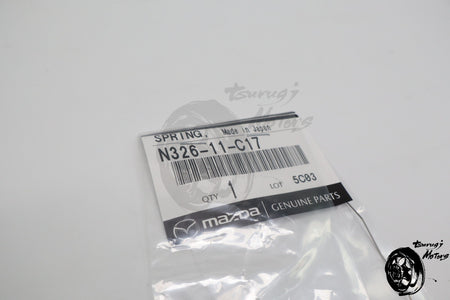 Tsurugi
Motors
SPRING. Made in Japan
N326-11-C17
QTY 1 LOT 5C03
mazda GENUINE PARTS
Tsurugi
Motors